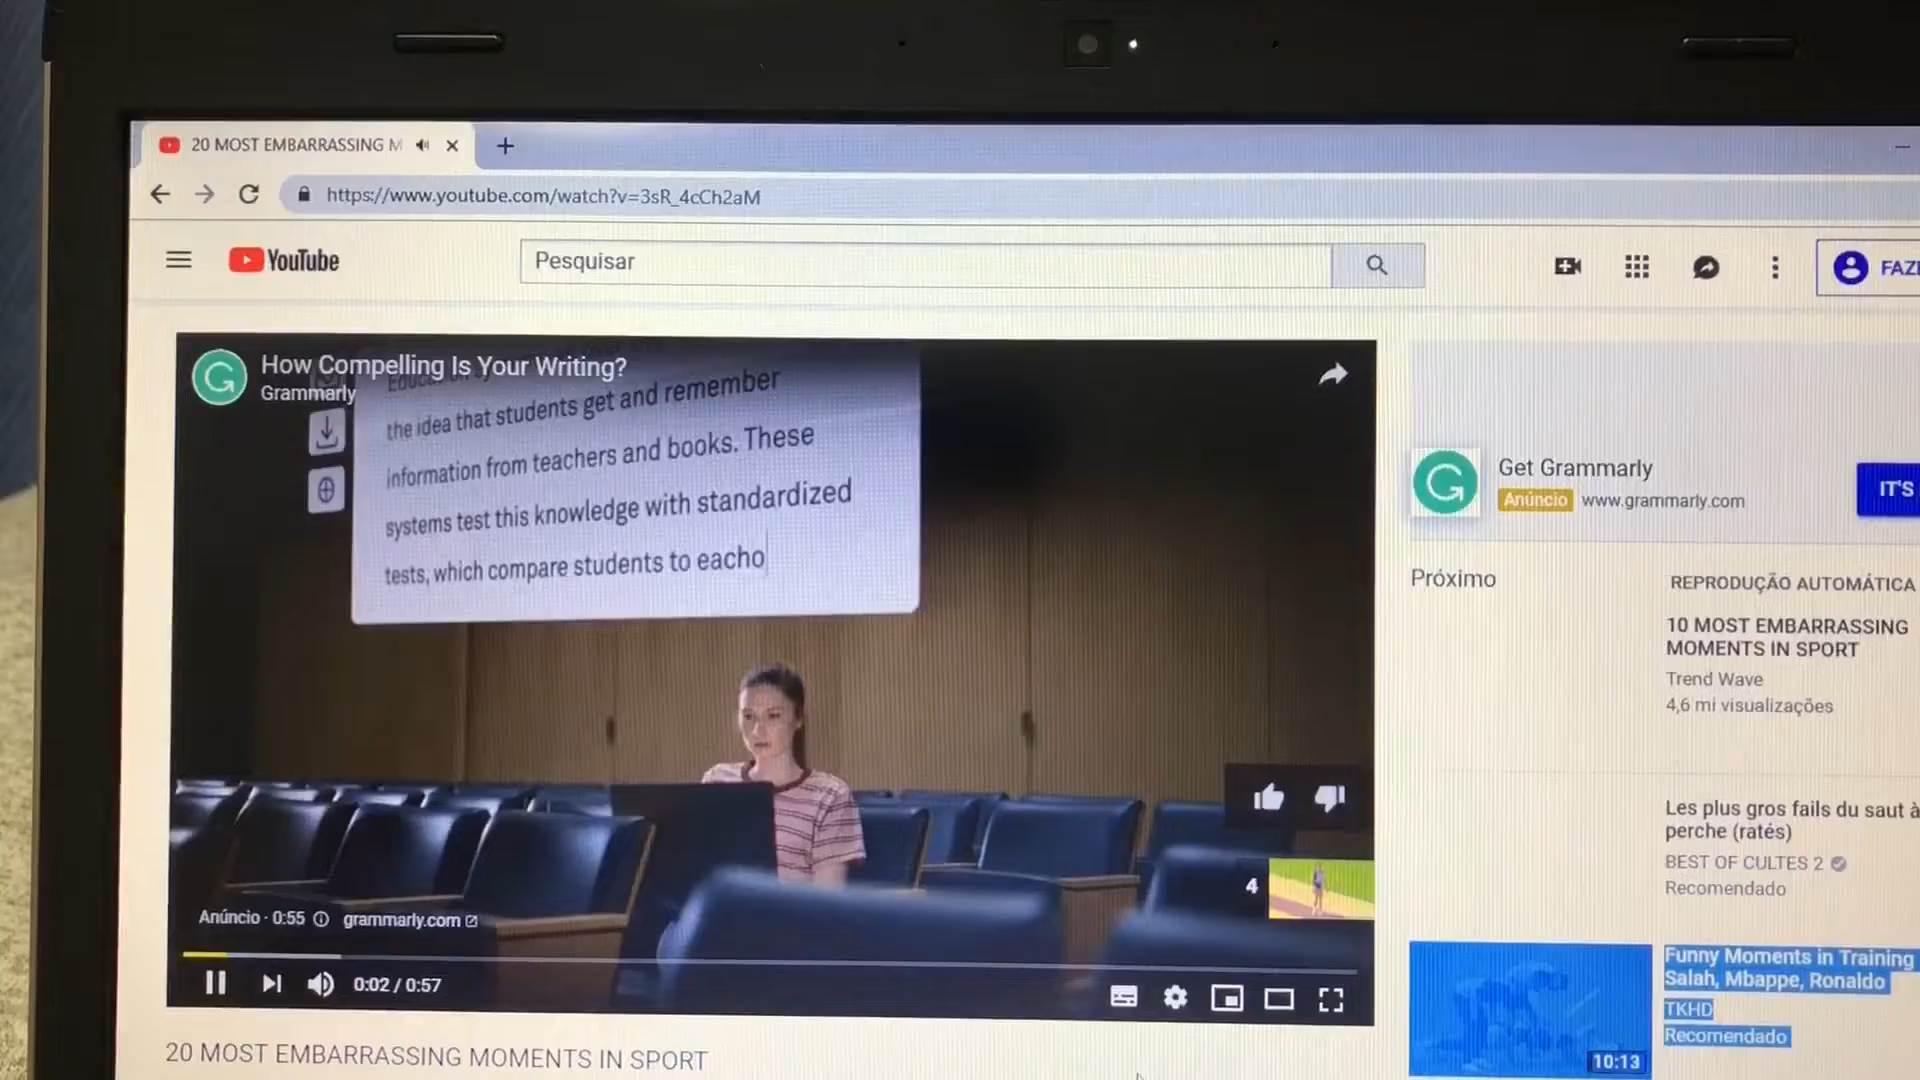 20 MOST EMBARRASSING M
https://www.youtube.com/watch?v=3sR_4cCh2aM
YouTube
Pesquisar
FAZE
How Compelling Is Your Writing?
Grammarly
the idea that students get and remember
information from teachers and books. These
systems test this knowledge with standardized
tests, which compare students to eacho
4
Anúncio · 0:55 grammarly.com
0:02 / 0:57
20 MOST EMBARRASSING MOMENTS IN SPORT
Get Grammarly
Anúncio www.grammarly.com
IT'S
Próximo
REPRODUÇÃO AUTOMÁTICA
10 MOST EMBARRASSING
MOMENTS IN SPORT
Trend Wave
4,6 mi visualizações
Les plus gros fails du saut à
perche (ratés)
BEST OF CULTES 2
Recomendado
Funny Moments in Training
Salah, Mbappe, Ronaldo
TKHD
Recomendado
10:13